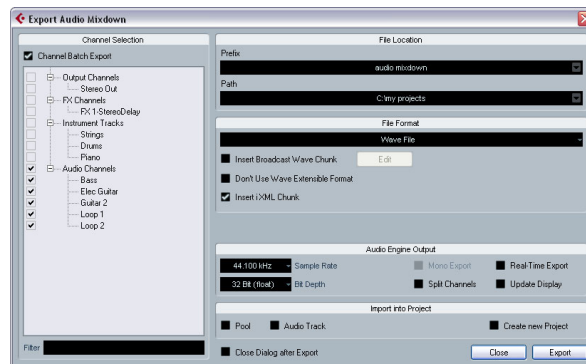 Export Audio Mixdown
Channel Selection
Channel Batch Export
Output Channels
Stereo Out
FX Channels
FX 1-StereoDelay
Instrument Tracks
Strings
Drums
Piano
Audio Channels
Bass
Elec Guitar
Guitar 2
Loop 1
Loop 2
Filter
File Location
Prefix
audio mixdown
Path
C:\my projects
File Format
Wave File
Insert Broadcast Wave Chunk
Edit
Don't Use Wave Extensible Format
Insert iXML Chunk
Audio Engine Output
44.100 kHz Sample Rate Mono Export Real-Time Export
32 Bit (float) Bit Depth Split Channels Update Display
Import into Project
Pool Audio Track Create new Project
Close Dialog after Export Close Export